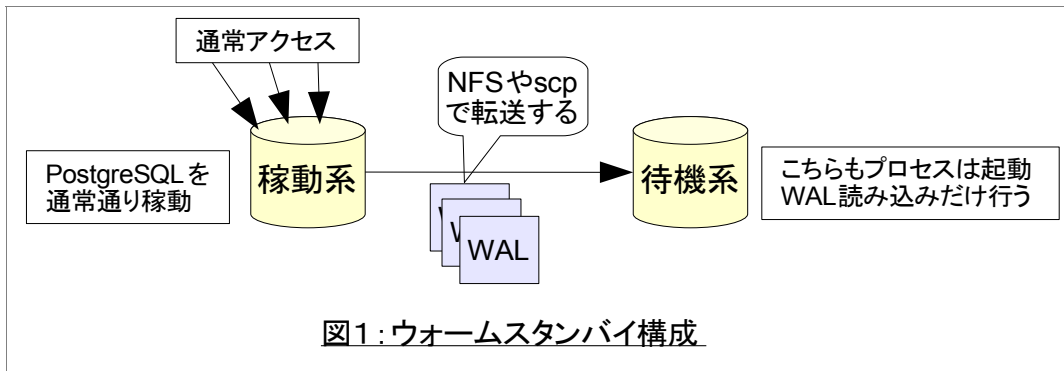 通常アクセス
NFSやscp
で転送する
PostgreSQLを
通常通り稼動
稼動系
待機系
こちらもプロセスは起動
WAL読み込みだけ行う
WAL
図１：ウォームスタンバイ構成